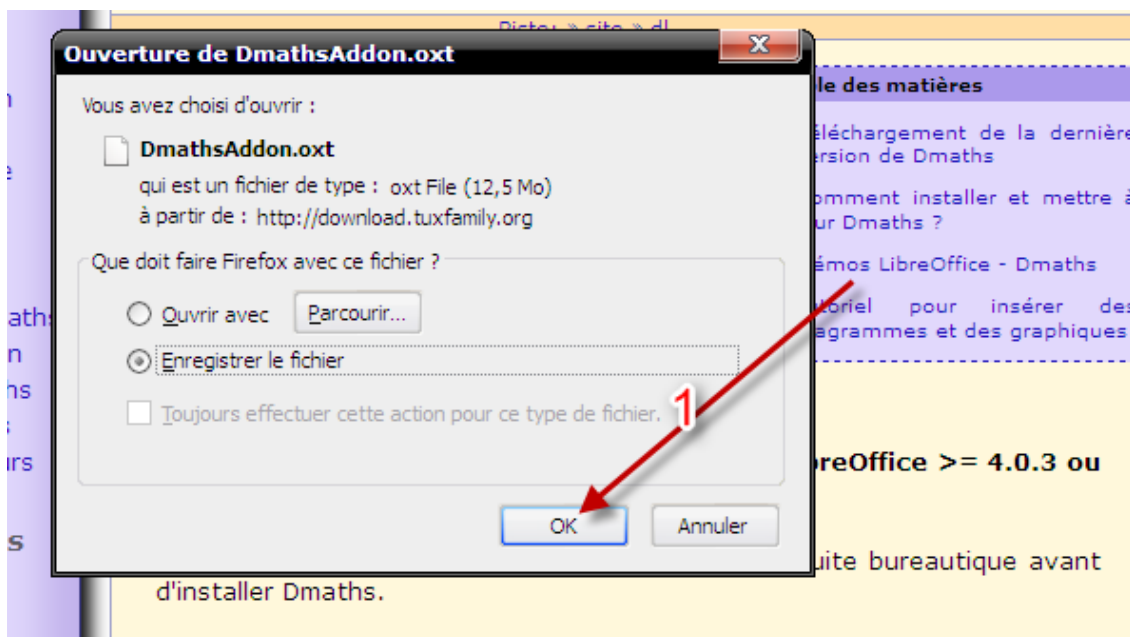 Piste: » site » dl
Ouverture de DmathsAddon.oxt
Vous avez choisi d'ouvrir :
DmathsAddon.oxt
qui est un fichier de type : oxt File (12,5 Mo)
à partir de : http://download.tuxfamily.org
Que doit faire Firefox avec ce fichier ?
Ouvrir avec Parcourir...
Enregistrer le fichier
Toujours effectuer cette action pour ce type de fichier.
1
OK Annuler
le des matières
éléchargement de la dernière
ersion de Dmaths
omment installer et mettre à
ur Dmaths ?
émos LibreOffice - Dmaths
toriel pour insérer des
agrammes et des graphiques
reOffice >= 4.0.3 ou
uite bureautique avant
d'installer Dmaths.